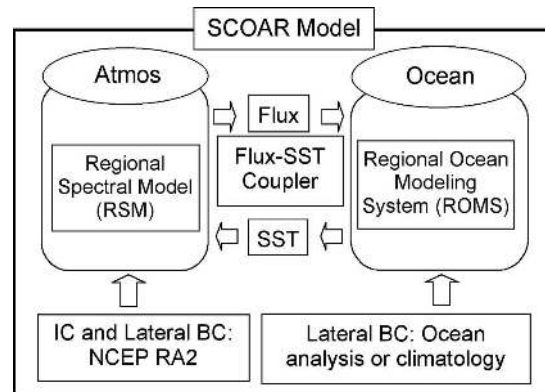 SCOAR Model
Atmos
Ocean
Flux
Flux-SST
Coupler
Regional
Spectral Model
(RSM)
Regional Ocean
Modeling
System (ROMS)
SST
IC and Lateral BC:
NCEP RA2
Lateral BC: Ocean
analysis or climatology